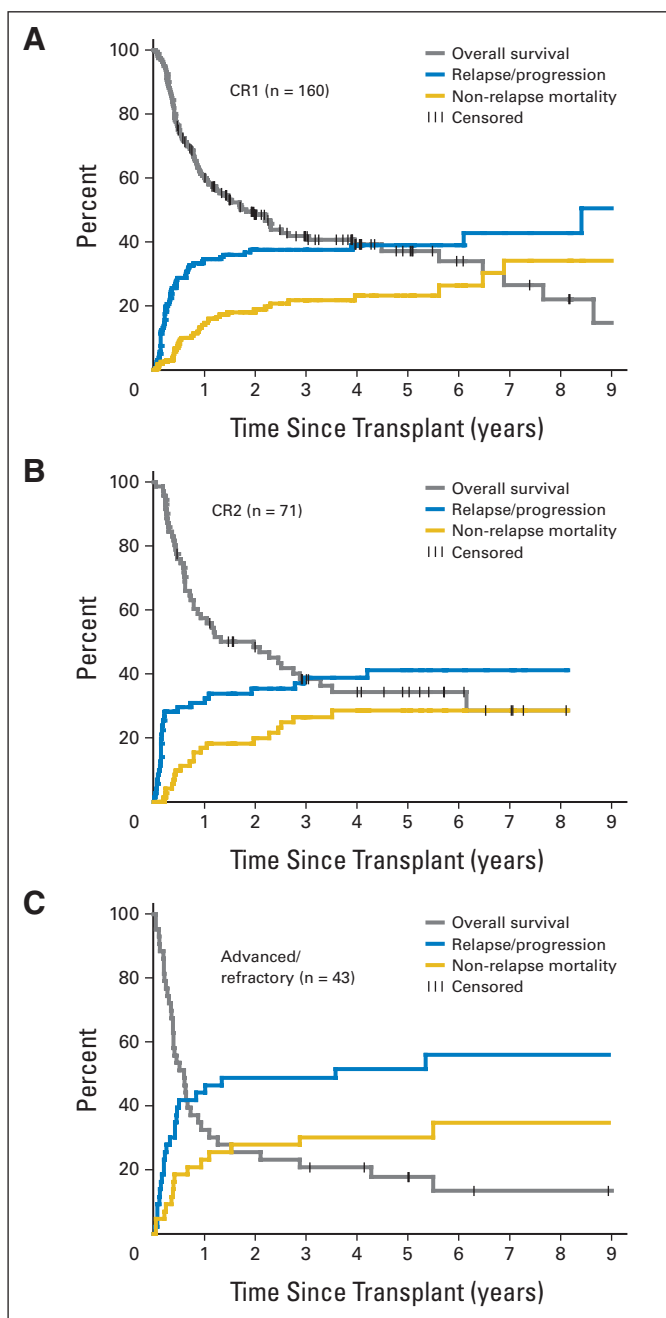 A
100
80
60
40
20
Percent
CR1 (n = 160)
Overall survival
Relapse/progression
Non-relapse mortality
Censored
0 1 2 3 4 5 6 7 8 9
Time Since Transplant (years)
B
100
80
60
40
20
Percent
CR2 (n = 71)
Overall survival
Relapse/progression
Non-relapse mortality
Censored
0 1 2 3 4 5 6 7 8 9
Time Since Transplant (years)
C
100
80
60
40
20
Percent
Advanced/
refractory (n = 43)
Overall survival
Relapse/progression
Non-relapse mortality
Censored
0 1 2 3 4 5 6 7 8 9
Time Since Transplant (years)